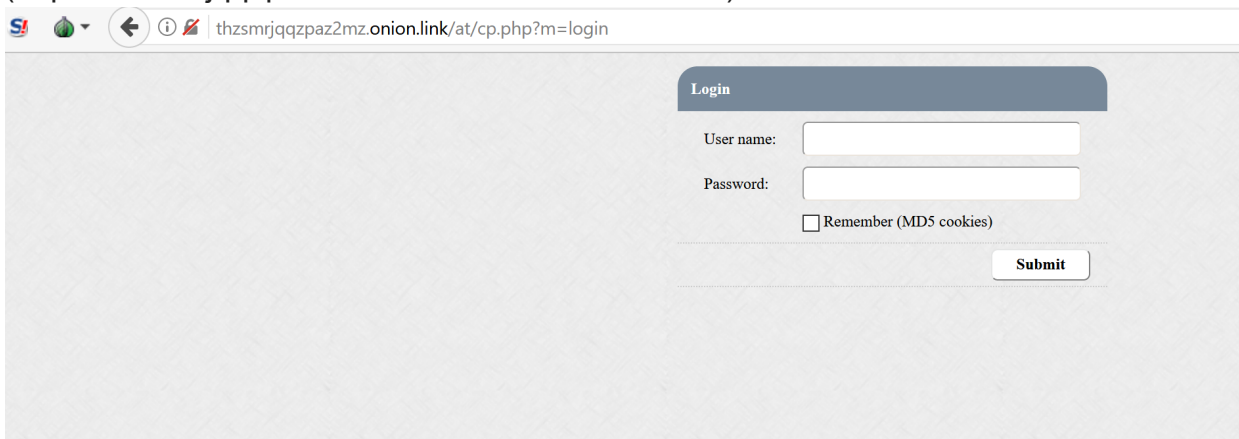 S!
thzsmrjqqzpaz2mz.onion.link/at/cp.php?m=login
Login
User name:
Password:
Remember (MD5 cookies)
Submit